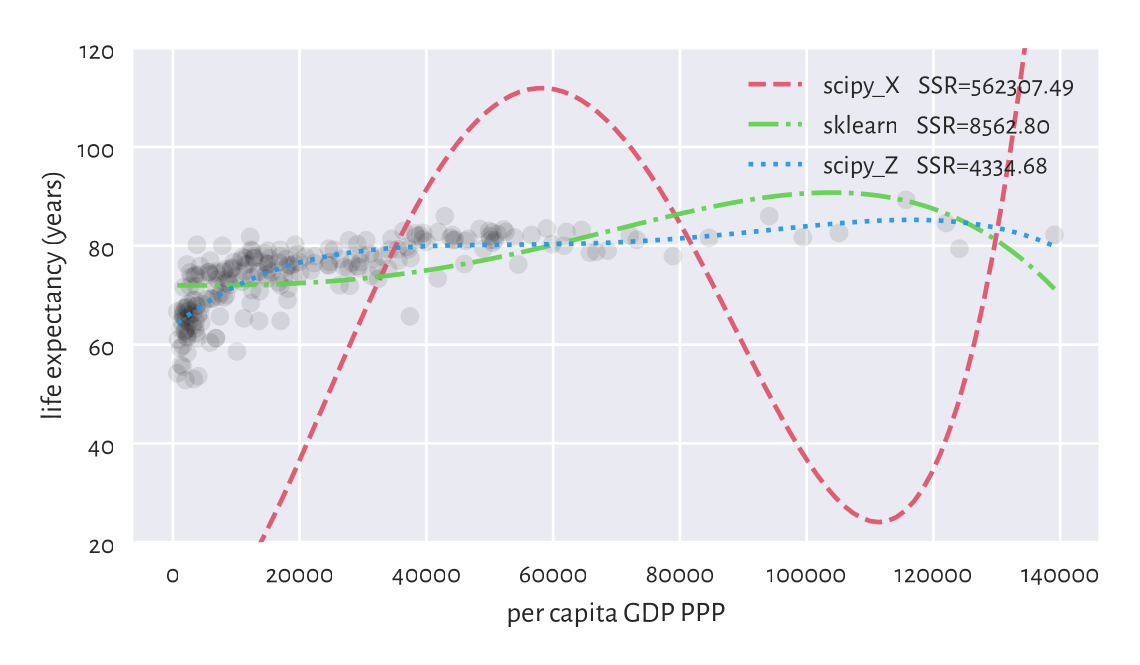 120
100
80
60
40
20
life expectancy (years)
scipy_X SSR=562307.49
sklearn SSR=8562.80
scipy_Z SSR=4334.68
0 20000 40000 60000 80000 100000 120000 140000
per capita GDP PPP